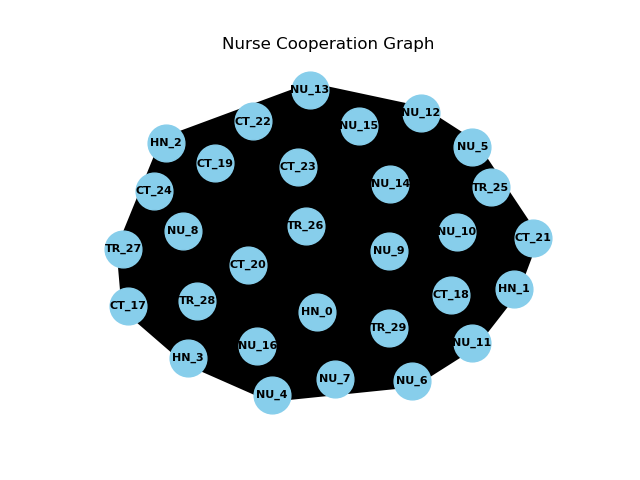 Nurse Cooperation Graph
NU_13
NU_12
CT_22
NU_15
HN_2
NU_5
CT_19
CT_23
NU_14
TR_25
CT_24
TR_26
NU_8
NU_10
CT_21
TR_27
NU_9
CT_20
HN_1
CT_18
TR_28
CT_17
HN_0
TR_29
NU_11
NU_16
HN_3
NU_7
NU_6
NU_4